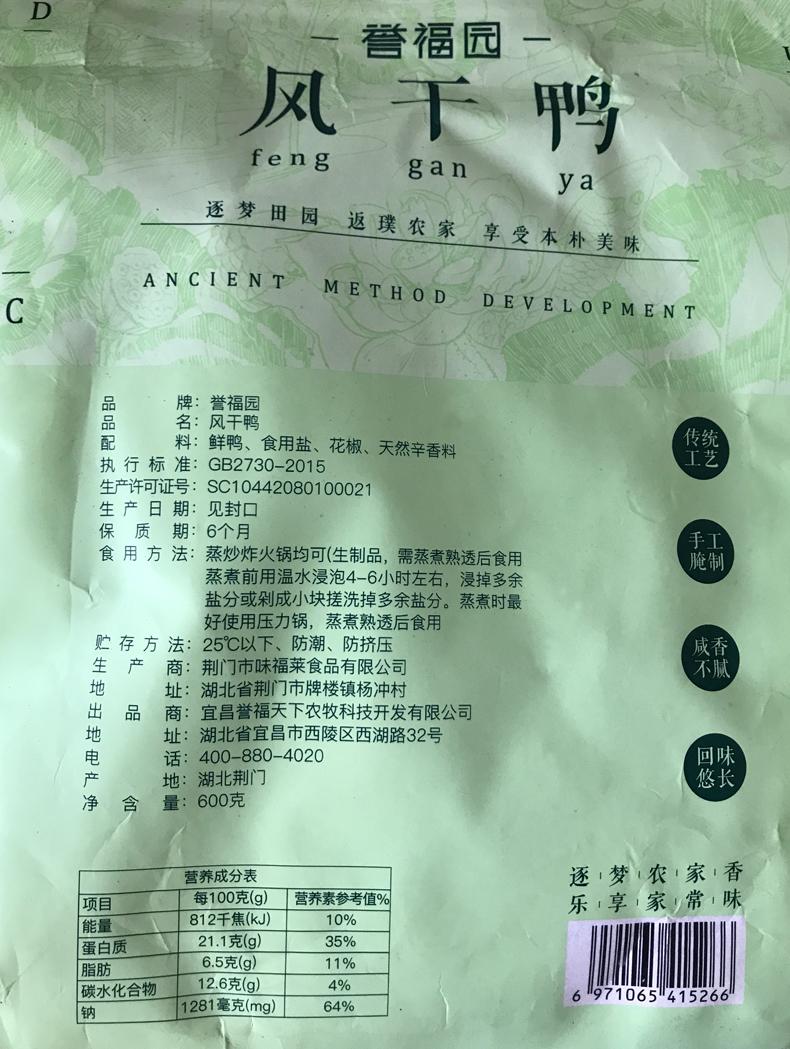 D
誉福园
风干鸭
feng gan ya
逐梦田园 返璞农家 享受本朴美味
C
ANCIENT METHOD DEVELOPMENT
品牌：誉福园
品名：风干鸭
配料：鲜鸭、食用盐、花椒、天然辛香料
执行标准：GB2730-2015
生产许可证号：SC10442080100021
生产日期：见封口
保质期：6个月
食用方法：蒸炒炸火锅均可(生制品，需蒸煮熟透后食用
蒸煮前用温水浸泡4-6小时左右，浸掉多余
盐分或剁成小块搓洗掉多余盐分。蒸煮时最
好使用压力锅，蒸煮熟透后食用
贮存方法：25℃以下、防潮、防挤压
生产商：荆门市味福莱食品有限公司
地址：湖北省荆门市牌楼镇杨冲村
出品商：宜昌誉福天下农牧科技开发有限公司
地址：湖北省宜昌市西陵区西湖路32号
电话：400-880-4020
产地：湖北荆门
净含量：600克
传统
工艺
手工
腌制
咸香
不腻
回味
悠长
营养成分表
项目 每100克(g) 营养素参考值%
能量 812千焦(kJ) 10%
蛋白质 21.1克(g) 35%
脂肪 6.5克(g) 11%
碳水化合物 12.6克(g) 4%
钠 1281毫克(mg) 64%
逐梦农家香
乐享家常味
6 971065 415266